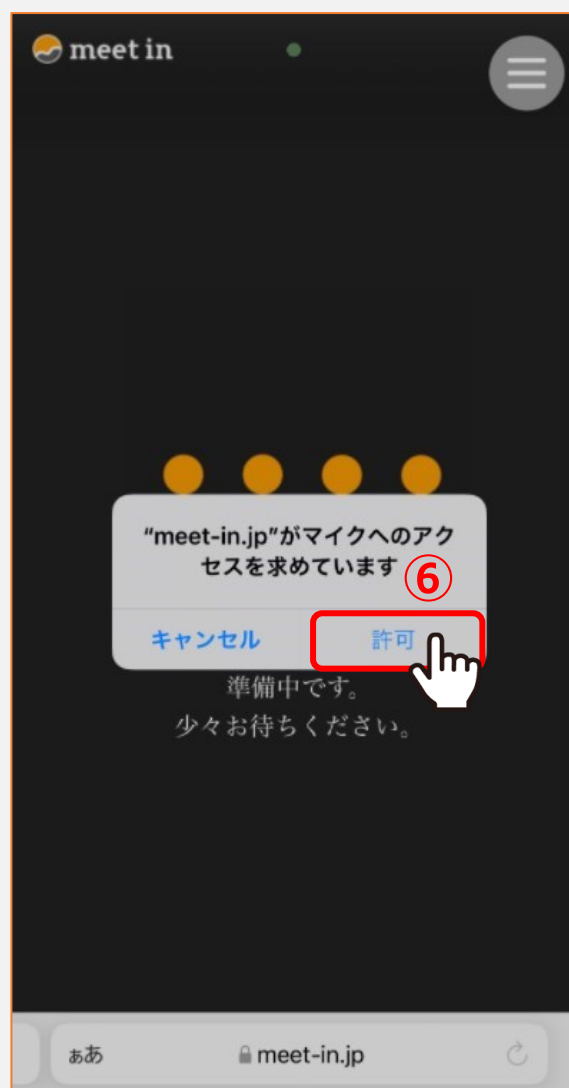 meet in
“meet-in.jp”がマイクへのアク
セスを求めています
⑥
キャンセル 許可
準備中です。
少々お待ちください。
ぁあ meet-in.jp